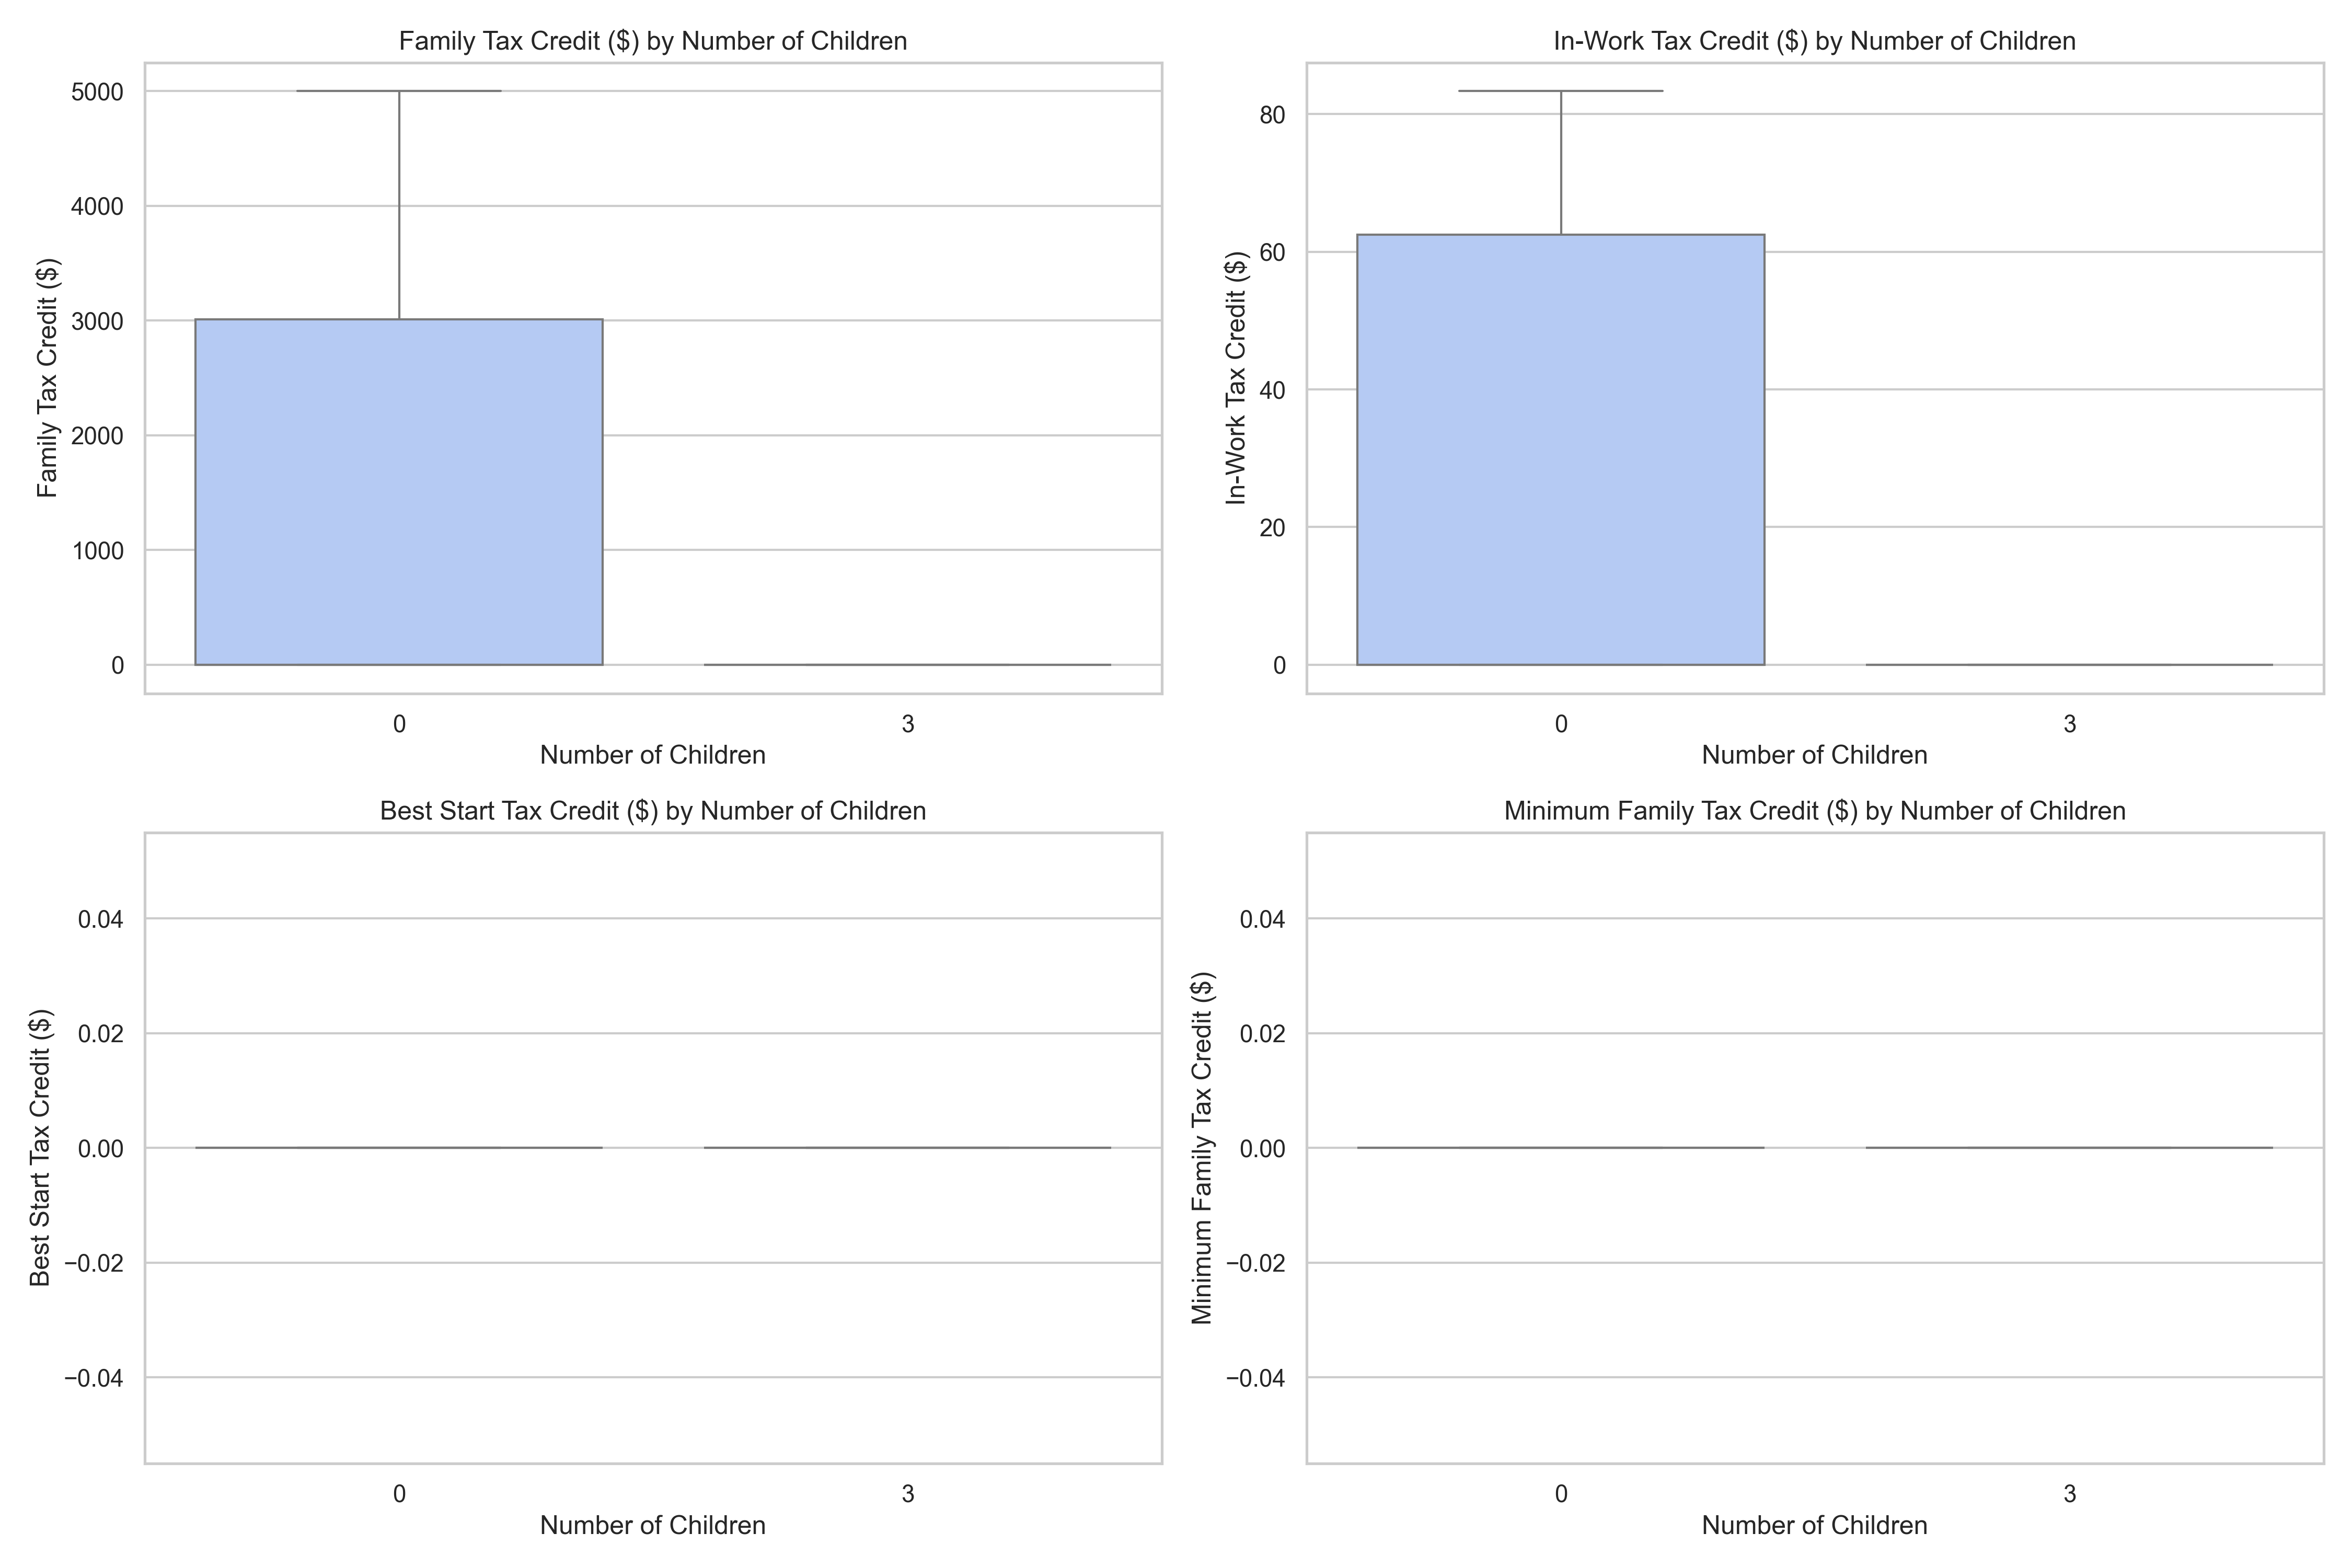 Family Tax Credit ($) by Number of Children
Family Tax Credit ($)
5000
4000
3000
2000
1000
0
0 3
Number of Children
In-Work Tax Credit ($) by Number of Children
In-Work Tax Credit ($)
80
60
40
20
0
0 3
Number of Children
Best Start Tax Credit ($) by Number of Children
Best Start Tax Credit ($)
0.04
0.02
0.00
−0.02
−0.04
0 3
Number of Children
Minimum Family Tax Credit ($) by Number of Children
Minimum Family Tax Credit ($)
0.04
0.02
0.00
−0.02
−0.04
0 3
Number of Children